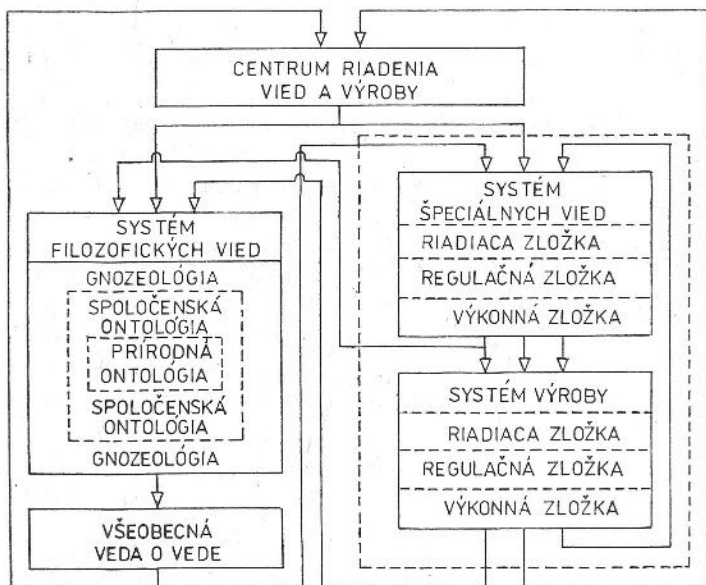 CENTRUM RIADENIA
VIED A VÝROBY
SYSTÉM
FILOZOFICKÝCH VIED
GNOZEOLÓGIA
SPOLOČENSKÁ
ONTOLÓGIA
PRÍRODNÁ
ONTOLÓGIA
SPOLOČENSKÁ
ONTOLÓGIA
GNOZEOLÓGIA
VŠEOBECNÁ
VEDA O VEDE
SYSTÉM
ŠPECIÁLNYCH VIED
RIADIACA ZLOŽKA
REGULAČNÁ ZLOŽKA
VÝKONNÁ ZLOŽKA
SYSTÉM VÝROBY
RIADIACA ZLOŽKA
REGULAČNÁ ZLOŽKA
VÝKONNÁ ZLOŽKA